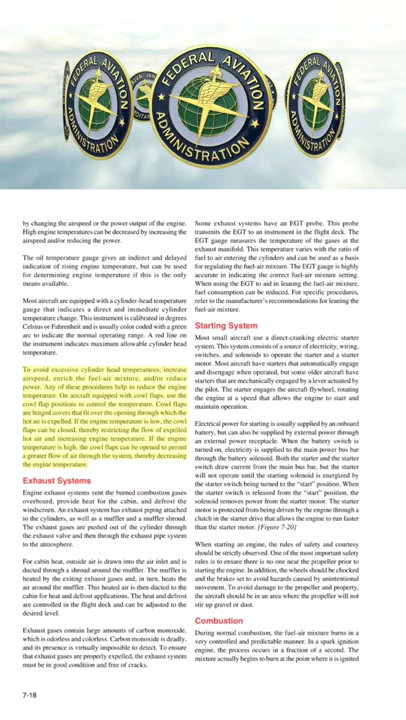 FEDERAL AVIATION
ADMINISTRATION
FEDERAL AVIATION
ADMINISTRATION
FEDERAL AVIATION
ADMINISTRATION
by changing the airspeed or the power output of the engine.
High engine temperatures can be decreased by increasing the
airspeed and/or reducing the power.
The oil temperature gauge gives an indirect and delayed
indication of rising engine temperature, but can be used
for determining engine temperature if this is the only
means available.
Most aircraft are equipped with a cylinder-head temperature
gauge that indicates a direct and immediate cylinder
temperature change. This instrument is calibrated in degrees
Celsius or Fahrenheit and is usually color coded with a green
arc to indicate the normal operating range. A red line on
the instrument indicates maximum allowable cylinder head
temperature.
To avoid excessive cylinder head temperatures, increase
airspeed, enrich the fuel-air mixture, and/or reduce
power. Any of these procedures help to reduce the engine
temperature. On aircraft equipped with cowl flaps, use the
cowl flap positions to control the temperature. Cowl flaps
are hinged covers that fit over the opening through which the
hot air is expelled. If the engine temperature is low, the cowl
flaps can be closed, thereby restricting the flow of expelled
hot air and increasing engine temperature. If the engine
temperature is high, the cowl flaps can be opened to permit
a greater flow of air through the system, thereby decreasing
the engine temperature.
Exhaust Systems
Engine exhaust systems vent the burned combustion gases
overboard, provide heat for the cabin, and defrost the
windscreen. An exhaust system has exhaust piping attached
to the cylinders, as well as a muffler and a muffler shroud.
The exhaust gases are pushed out of the cylinder through
the exhaust valve and then through the exhaust pipe system
to the atmosphere.
For cabin heat, outside air is drawn into the air inlet and is
ducted through a shroud around the muffler. The muffler is
heated by the exiting exhaust gases and, in turn, heats the
air around the muffler. This heated air is then ducted to the
cabin for heat and defrost applications. The heat and defrost
are controlled in the flight deck and can be adjusted to the
desired level.
Exhaust gases contain large amounts of carbon monoxide,
which is odorless and colorless. Carbon monoxide is deadly,
and its presence is virtually impossible to detect. To ensure
that exhaust gases are properly expelled, the exhaust system
must be in good condition and free of cracks.
Some exhaust systems have an EGT probe. This probe
transmits the EGT to an instrument in the flight deck. The
EGT gauge measures the temperature of the gases at the
exhaust manifold. This temperature varies with the ratio of
fuel to air entering the cylinders and can be used as a basis
for regulating the fuel-air mixture. The EGT gauge is highly
accurate in indicating the correct fuel-air mixture setting.
When using the EGT to aid in leaning the fuel-air mixture,
fuel consumption can be reduced. For specific procedures,
refer to the manufacturer's recommendations for leaning the
fuel-air mixture.
Starting System
Most small aircraft use a direct-cranking electric starter
system. This system consists of a source of electricity, wiring,
switches, and solenoids to operate the starter and a starter
motor. Most aircraft have starters that automatically engage
and disengage when operated, but some older aircraft have
starters that are mechanically engaged by a lever actuated by
the pilot. The starter engages the aircraft flywheel, rotating
the engine at a speed that allows the engine to start and
maintain operation.
Electrical power for starting is usually supplied by an onboard
battery, but can also be supplied by external power through
an external power receptacle. When the battery switch is
turned on, electricity is supplied to the main power bus bar
through the battery solenoid. Both the starter and the starter
switch draw current from the main bus bar, but the starter
will not operate until the starting solenoid is energized by
the starter switch being turned to the “start” position. When
the starter switch is released from the “start” position, the
solenoid removes power from the starter motor. The starter
motor is protected from being driven by the engine through a
clutch in the starter drive that allows the engine to run faster
than the starter motor. [Figure 7-20]
When starting an engine, the rules of safety and courtesy
should be strictly observed. One of the most important safety
rules is to ensure there is no one near the propeller prior to
starting the engine. In addition, the wheels should be chocked
and the brakes set to avoid hazards caused by unintentional
movement. To avoid damage to the propeller and property,
the aircraft should be in an area where the propeller will not
stir up gravel or dust.
Combustion
During normal combustion, the fuel-air mixture burns in a
very controlled and predictable manner. In a spark ignition
engine, the process occurs in a fraction of a second. The
mixture actually begins to burn at the point where it is ignited
7-18